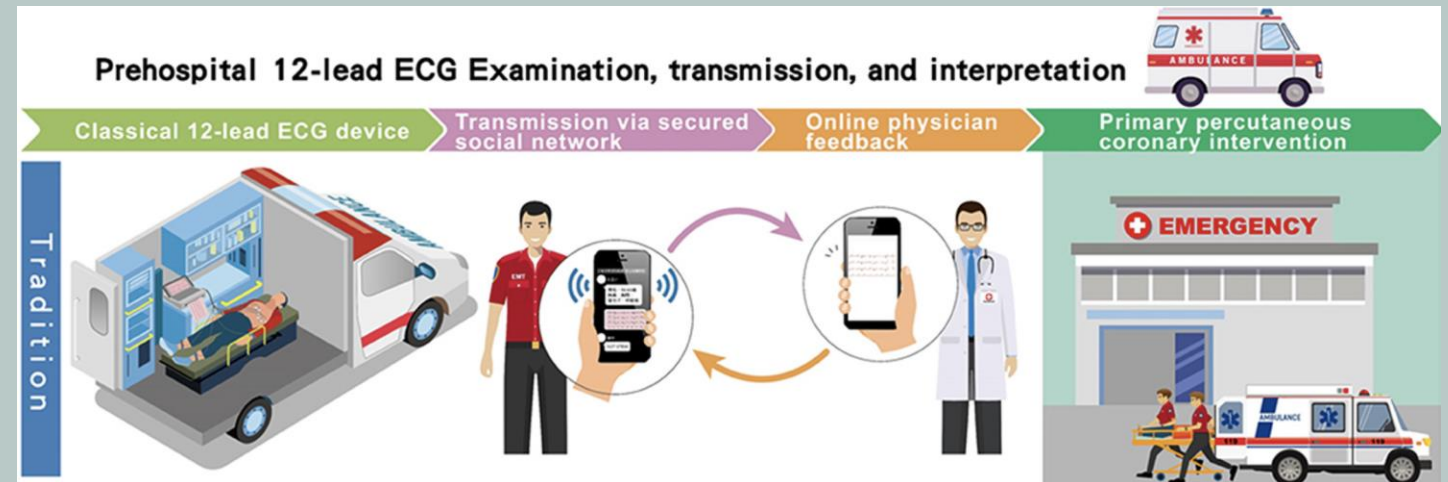 Prehospital 12-lead ECG Examination, transmission, and interpretation
AMBULANCE
Classical 12-lead ECG device
Transmission via secured
social network
Online physician
feedback
Primary percutaneous
coronary intervention
Tradition
AMBULANCE
EMT
EMERGENCY
AMBULANCE
119
119